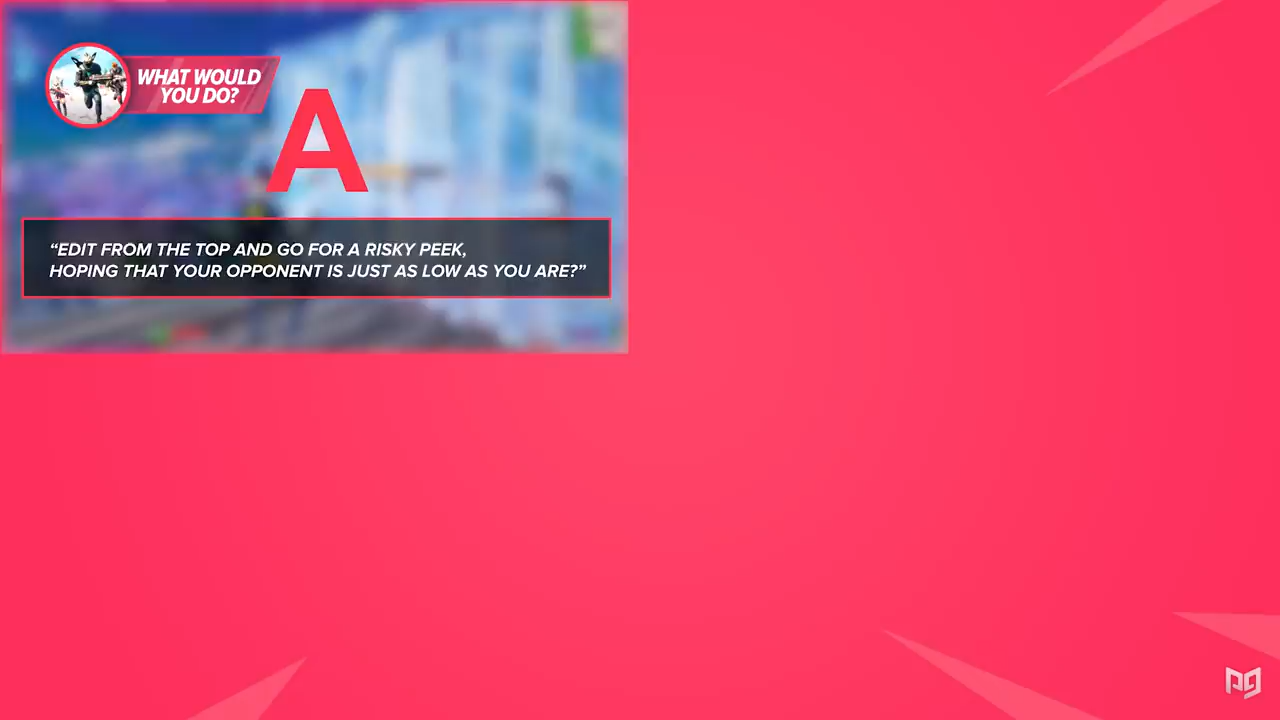 WHAT WOULD
YOU DO?
A
“EDIT FROM THE TOP AND GO FOR A RISKY PEEK,
HOPING THAT YOUR OPPONENT IS JUST AS LOW AS YOU ARE?”
PG